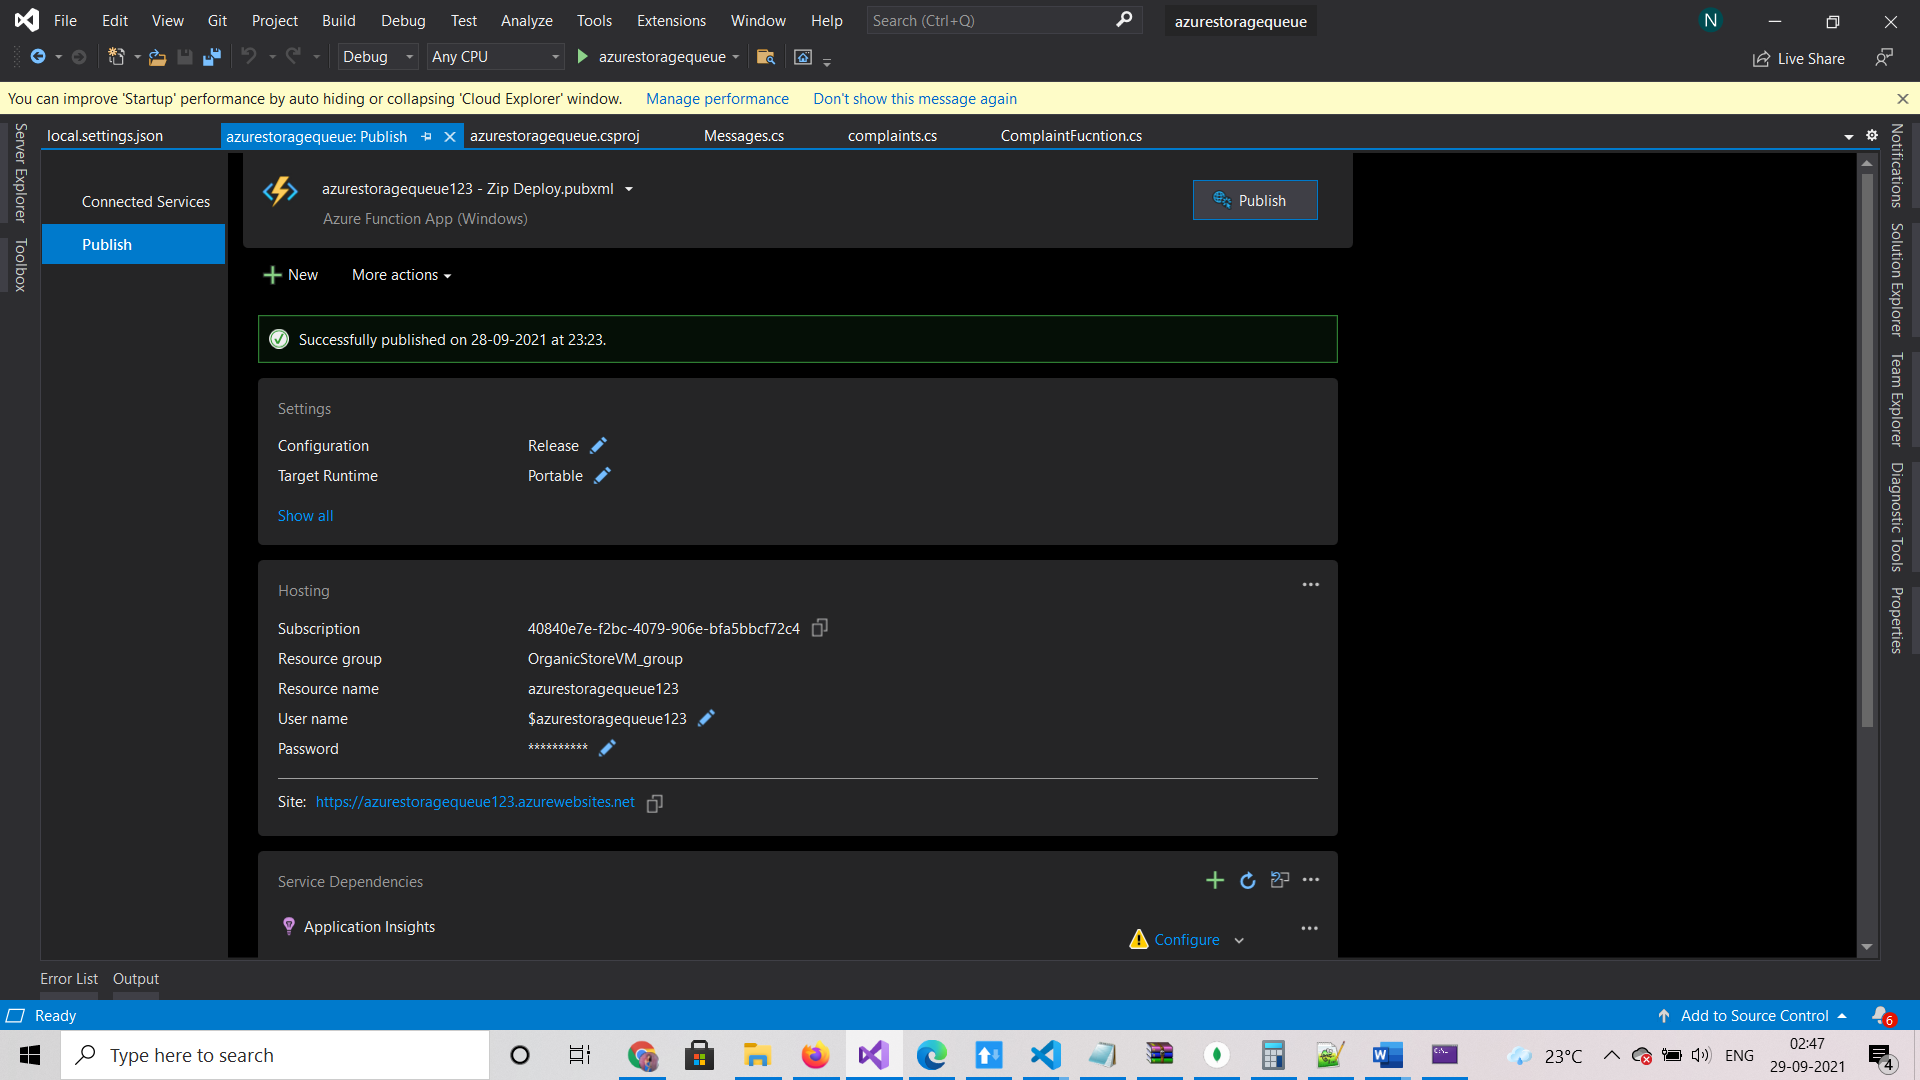 File Edit View Git Project Build Debug Test Analyze Tools Extensions Window Help Search (Ctrl+Q) azurestoragequeue N
Debug Any CPU azurestoragequeue Live Share
You can improve 'Startup' performance by auto hiding or collapsing 'Cloud Explorer' window. Manage performance Don't show this message again
local.settings.json azurestoragequeue: Publish azurestoragequeue.csproj Messages.cs complaints.cs ComplaintFucntion.cs
Server Explorer
Toolbox
Connected Services
Publish
azurestoragequeue123 - Zip Deploy.pubxml
Azure Function App (Windows)
Publish
New More actions
Successfully published on 28-09-2021 at 23:23.
Settings
Configuration Release
Target Runtime Portable
Show all
Hosting
Subscription 40840e7e-f2bc-4079-906e-bfa5bbcf72c4
Resource group OrganicStoreVM_group
Resource name azurestoragequeue123
User name $azurestoragequeue123
Password **********
Site: https://azurestoragequeue123.azurewebsites.net
Service Dependencies
Application Insights
Configure
Notifications
Solution Explorer
Team Explorer
Diagnostic Tools
Properties
Error List Output
Ready Add to Source Control 6
Type here to search 23°C ENG 02:47
29-09-2021 4